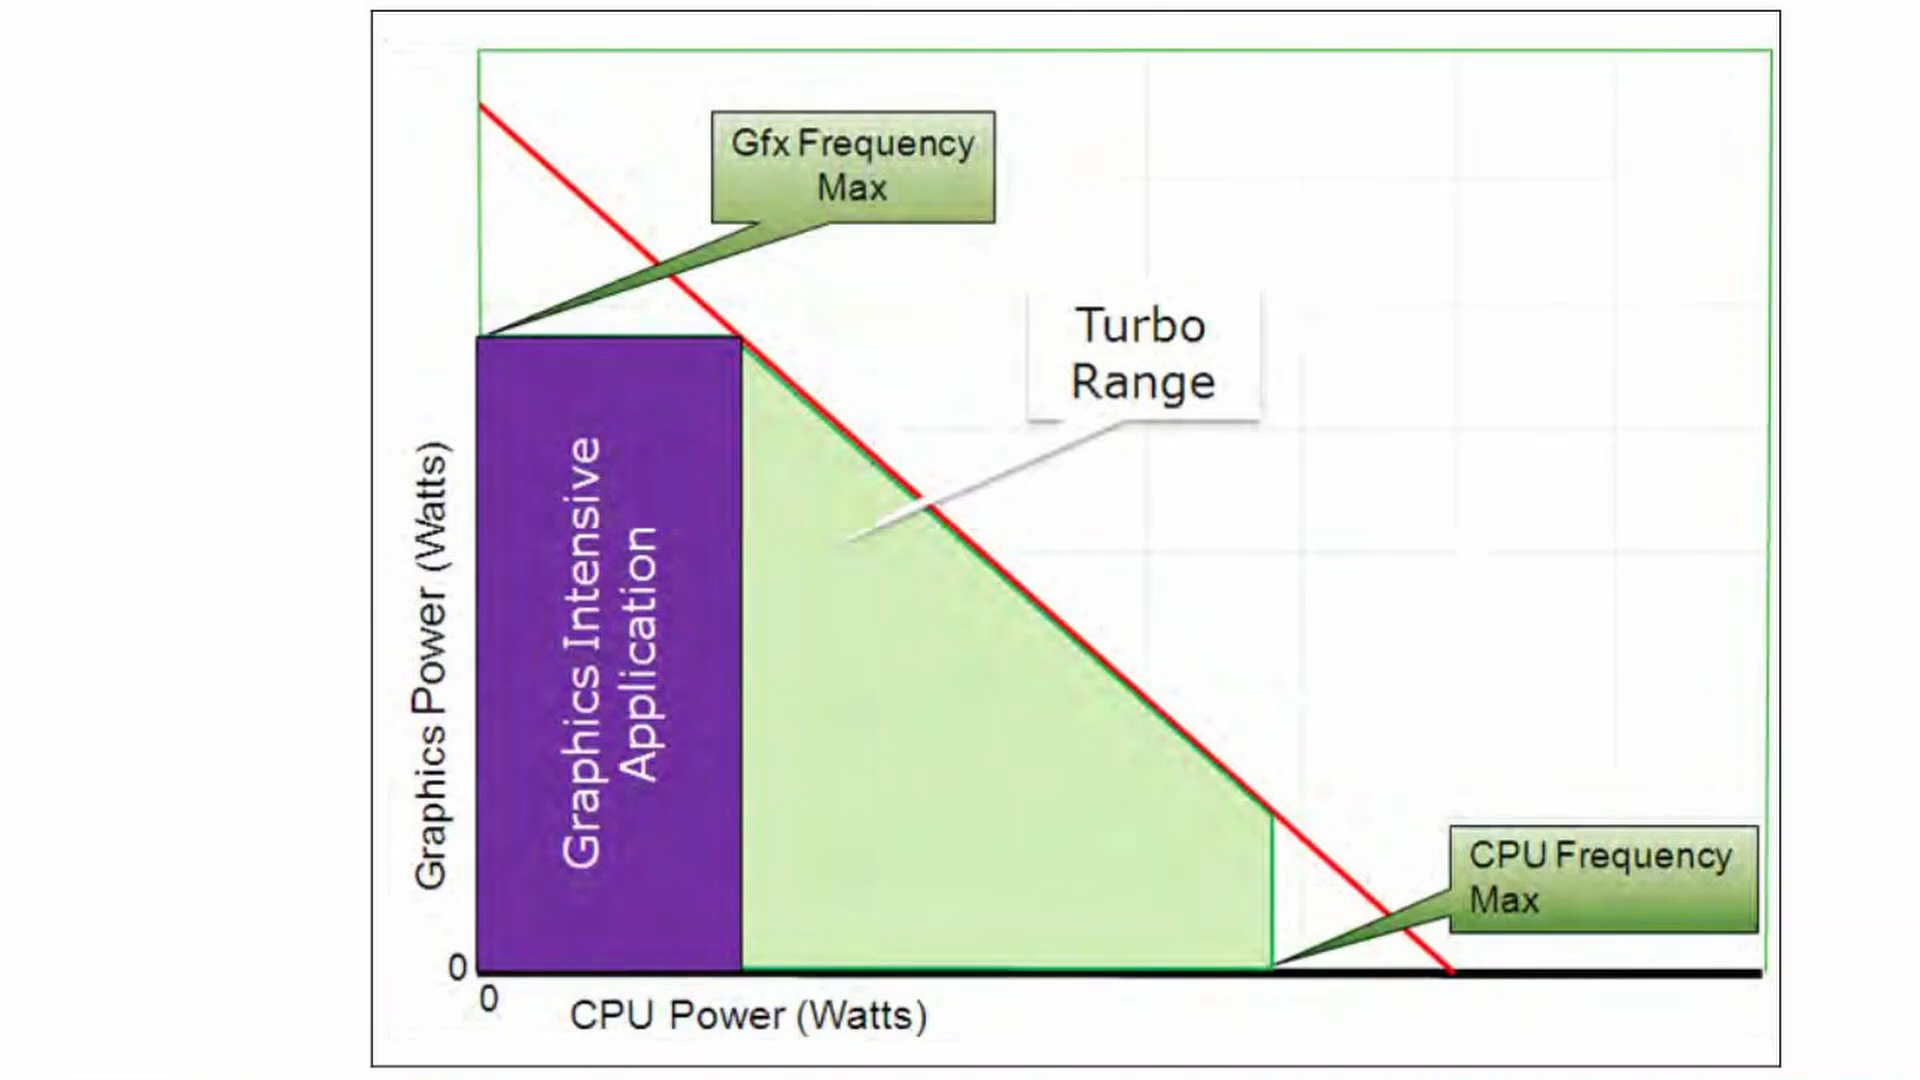 Gfx Frequency
Max
Turbo
Range
Graphics Power (Watts)
Graphics Intensive
Application
CPU Frequency
Max
0
0
CPU Power (Watts)